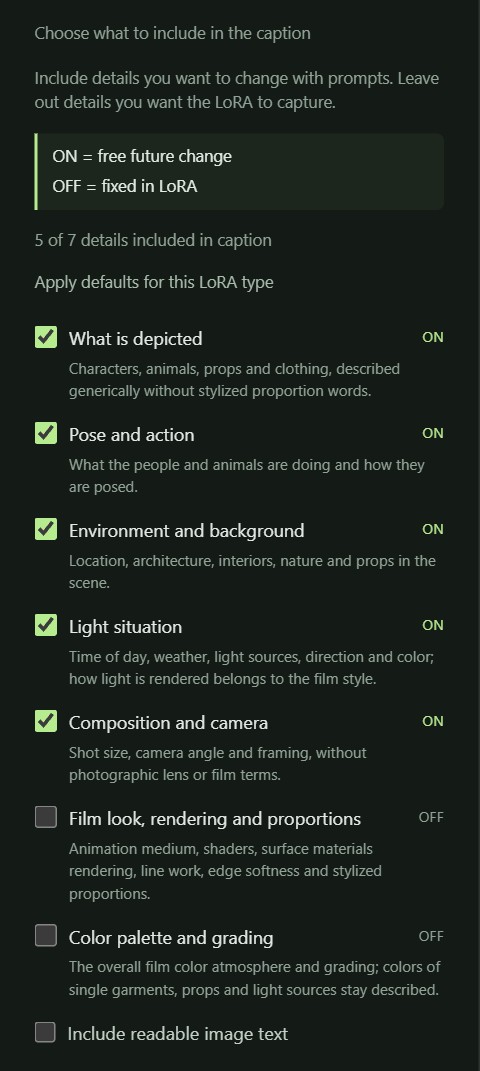 Choose what to include in the caption
Include details you want to change with prompts. Leave
out details you want the LoRA to capture.
ON = free future change
OFF = fixed in LoRA
5 of 7 details included in caption
Apply defaults for this LoRA type
What is depicted ON
Characters, animals, props and clothing, described
generically without stylized proportion words.
Pose and action ON
What the people and animals are doing and how they
are posed.
Environment and background ON
Location, architecture, interiors, nature and props in the
scene.
Light situation ON
Time of day, weather, light sources, direction and color;
how light is rendered belongs to the film style.
Composition and camera ON
Shot size, camera angle and framing, without
photographic lens or film terms.
Film look, rendering and proportions OFF
Animation medium, shaders, surface materials
rendering, line work, edge softness and stylized
proportions.
Color palette and grading OFF
The overall film color atmosphere and grading; colors of
single garments, props and light sources stay described.
Include readable image text